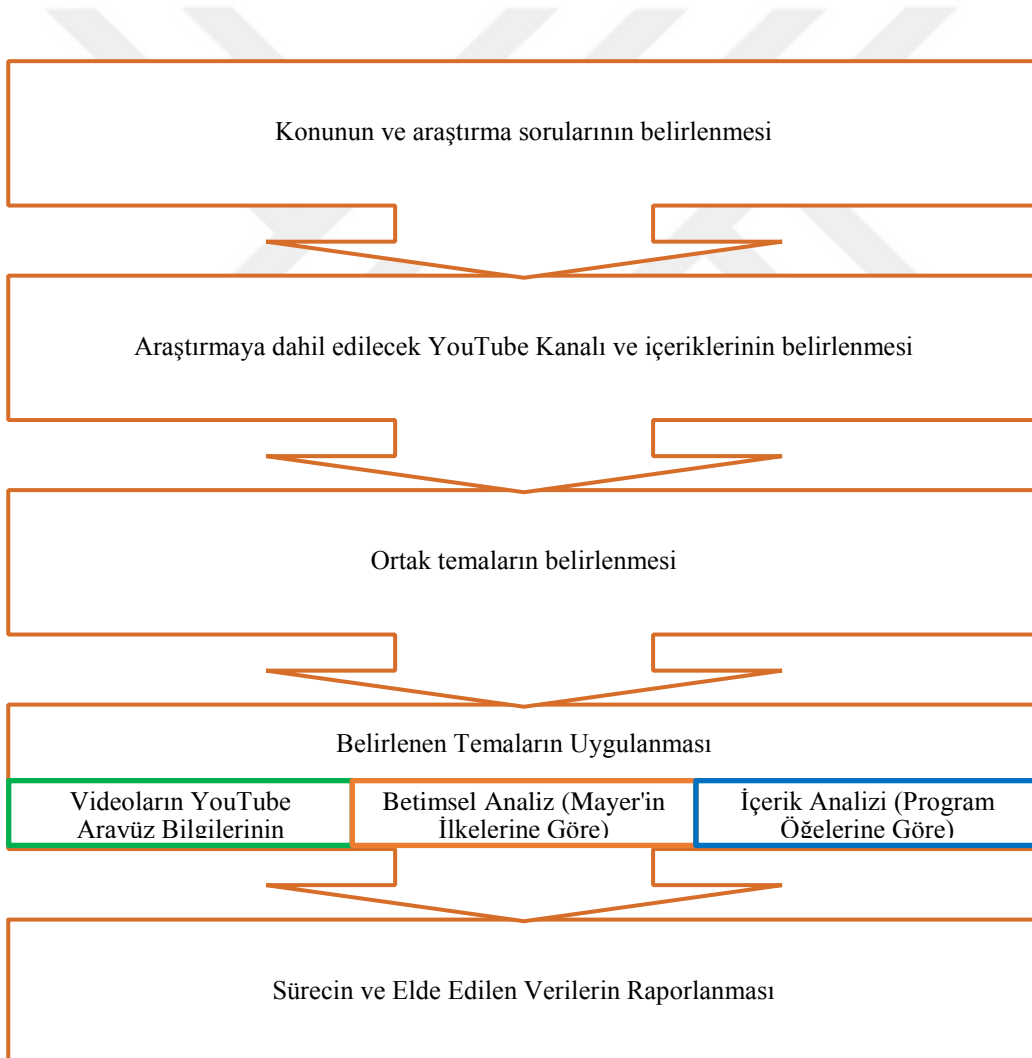 Konunun ve araştırma sorularının belirlenmesi
Araştırmaya dahil edilecek YouTube Kanalı ve içeriklerinin belirlenmesi
Ortak temaların belirlenmesi
Belirlenen Temaların Uygulanması
Videoların YouTube
Arayüz Bilgilerinin
Betimsel Analiz (Mayer'in
İlkelerine Göre)
İçerik Analizi (Program
Öğelerine Göre)
Sürecin ve Elde Edilen Verilerin Raporlanması